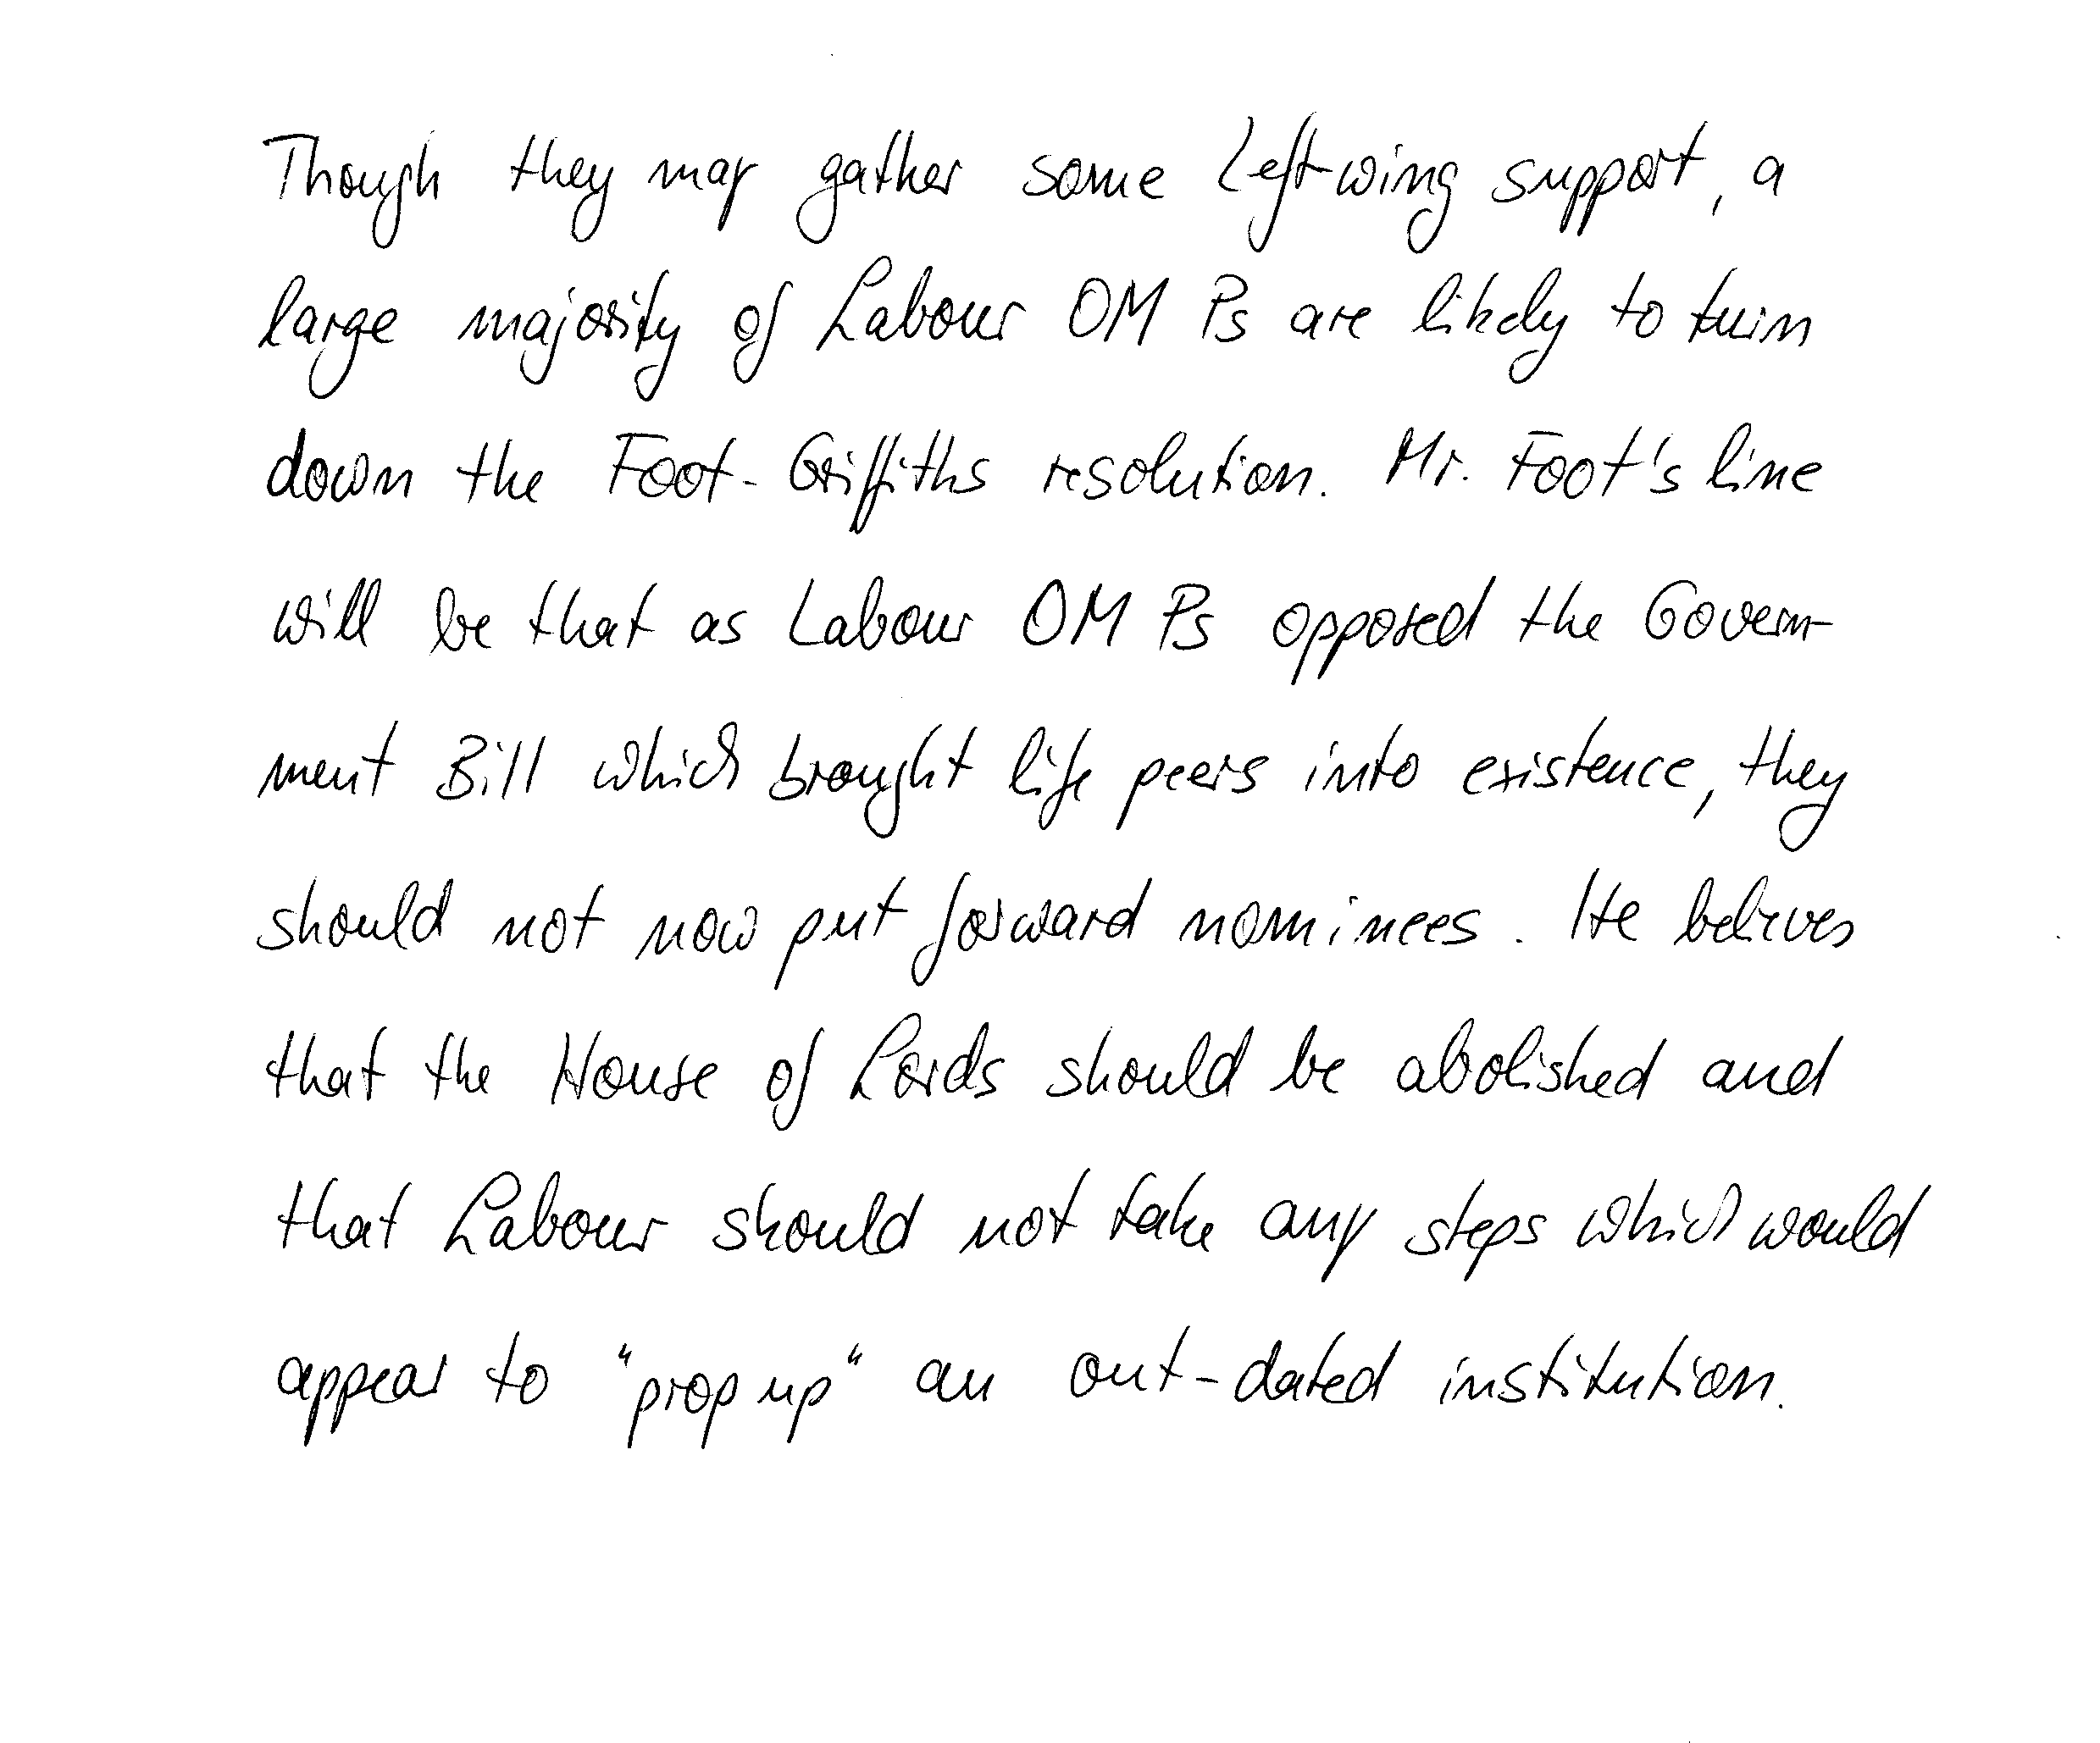 Though they may gather some Left-wing support, a
large majority of Labour OM Ps are likely to turn
down the Foot-Griffiths resolution. Mr. Foot's line
will be that as Labour OM Ps opposed the Govern-
ment Bill which brought life peers into existence, they
should not now put forward nominees. He believes
that the House of Lords should be abolished and
that Labour should not take any steps which would
appear to "prop up" an out-dated institution.